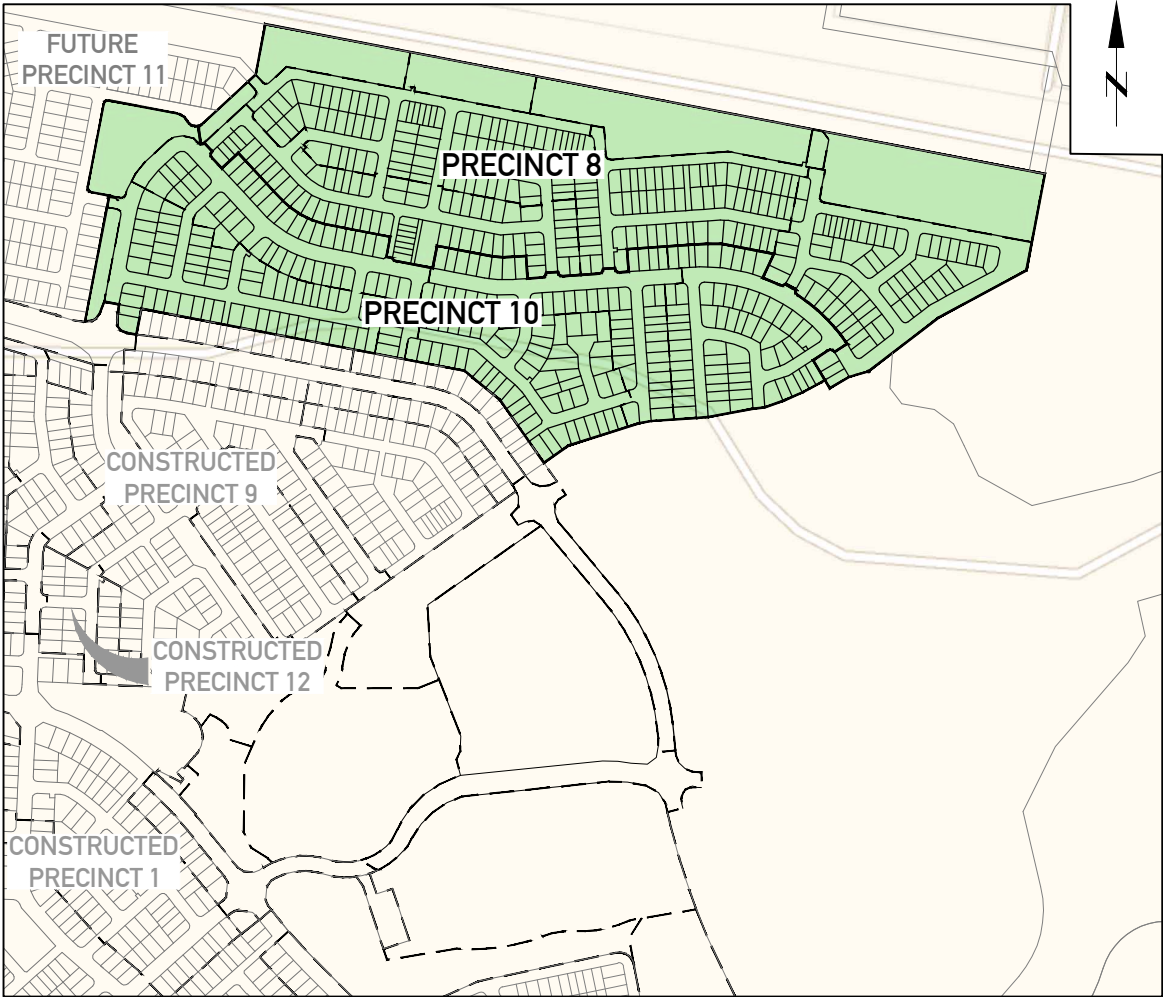 FUTURE
PRECINCT 11
N
PRECINCT 8
PRECINCT 10
CONSTRUCTED
PRECINCT 9
CONSTRUCTED
PRECINCT 12
CONSTRUCTED
PRECINCT 1